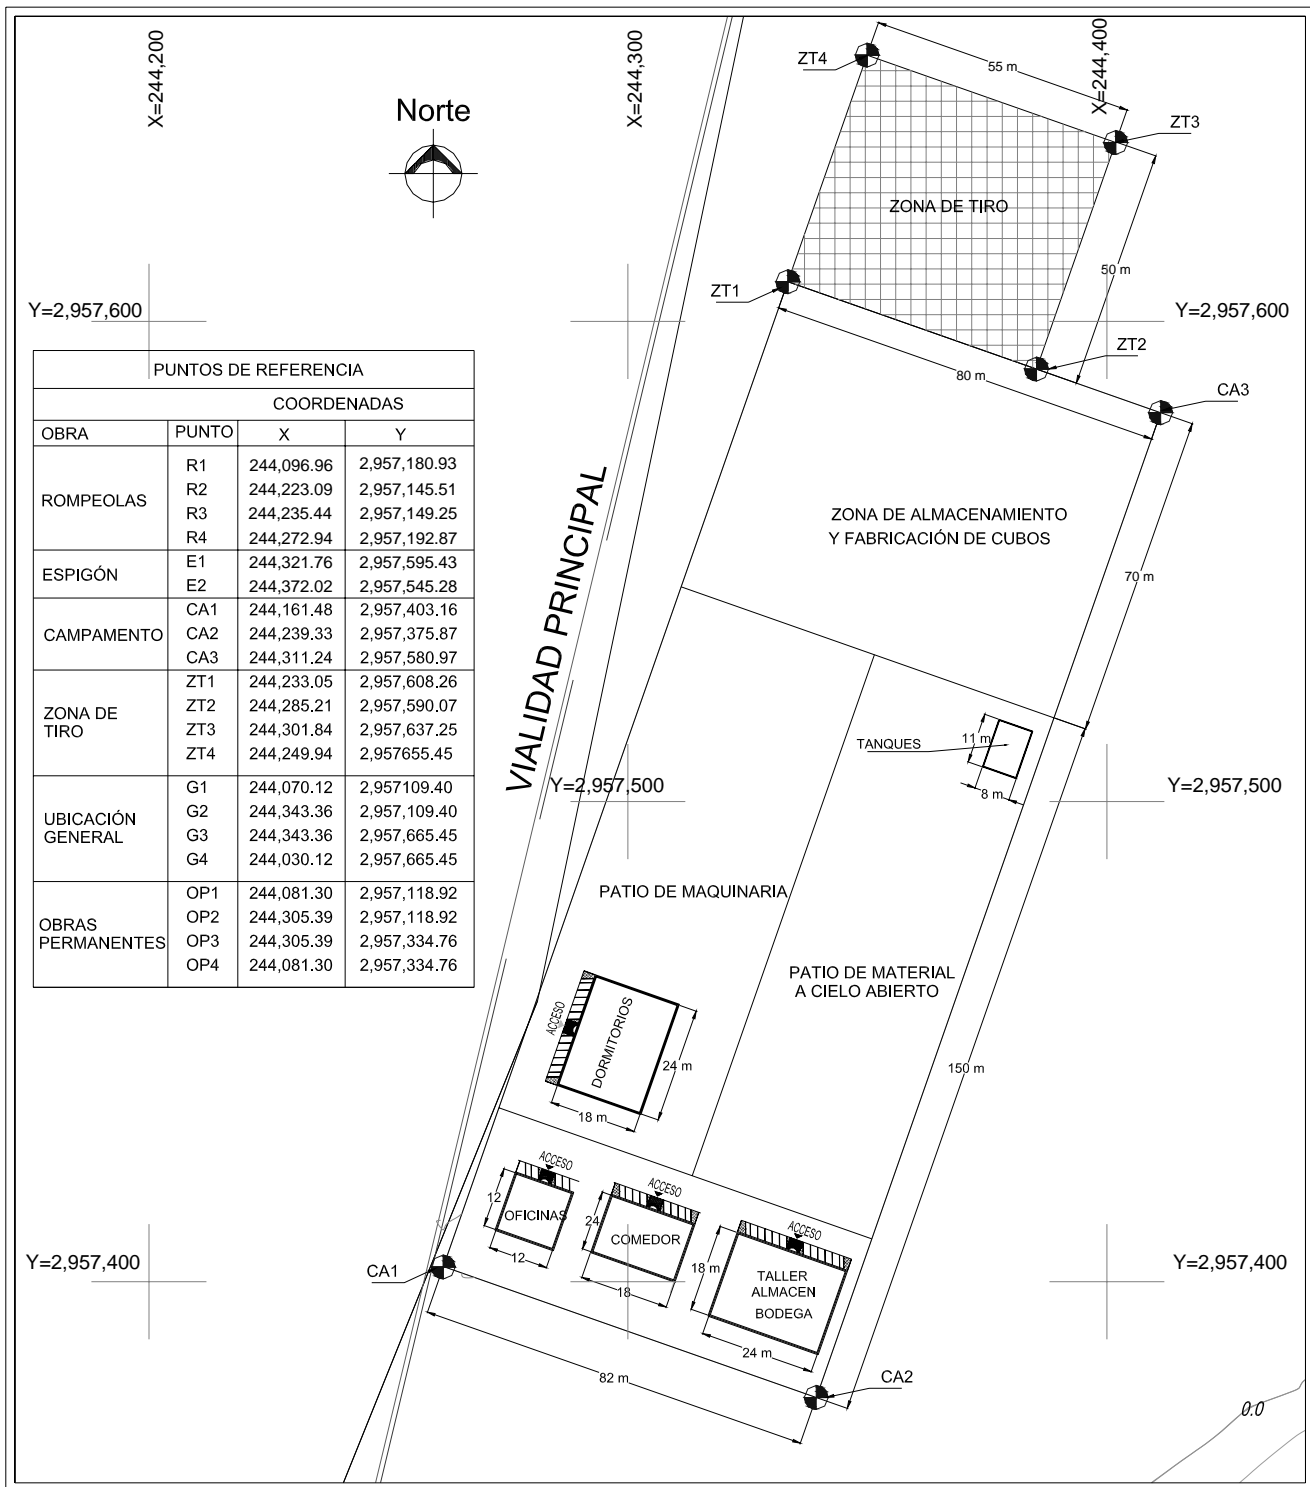 X=244,200
X=244,300
X=244,400
Norte
ZT4
55 m
ZT3
ZONA DE TIRO
50 m
ZT1
ZT2
80 m
CA3
Y=2,957,600
Y=2,957,600
PUNTOS DE REFERENCIA
COORDENADAS
OBRA PUNTO X Y
ROMPEOLAS
R1 244,096.96 2,957,180.93
R2 244,223.09 2,957,145.51
R3 244,235.44 2,957,149.25
R4 244,272.94 2,957,192.87
ESPIGÓN
E1 244,321.76 2,957,595.43
E2 244,372.02 2,957,545.28
CAMPAMENTO
CA1 244,161.48 2,957,403.16
CA2 244,239.33 2,957,375.87
CA3 244,311.24 2,957,580.97
ZONA DE
TIRO
ZT1 244,233.05 2,957,608.26
ZT2 244,285.21 2,957,590.07
ZT3 244,301.84 2,957,637.25
ZT4 244,249.94 2,957655.45
UBICACIÓN
GENERAL
G1 244,070.12 2,957109.40
G2 244,343.36 2,957,109.40
G3 244,343.36 2,957,665.45
G4 244,030.12 2,957,665.45
OBRAS
PERMANENTES
OP1 244,081.30 2,957,118.92
OP2 244,305.39 2,957,118.92
OP3 244,305.39 2,957,334.76
OP4 244,081.30 2,957,334.76
VIALIDAD PRINCIPAL
ZONA DE ALMACENAMIENTO
Y FABRICACIÓN DE CUBOS
70 m
TANQUES
11 m
8 m
Y=2,957,500
Y=2,957,500
PATIO DE MAQUINARIA
PATIO DE MATERIAL
A CIELO ABIERTO
150 m
ACCESO
DORMITORIOS
24 m
18 m
ACCESO
12
OFICINAS
12
ACCESO
24
COMEDOR
18
ACCESO
18 m
TALLER
ALMACEN
BODEGA
24 m
Y=2,957,400
Y=2,957,400
CA1
82 m
CA2
0.0